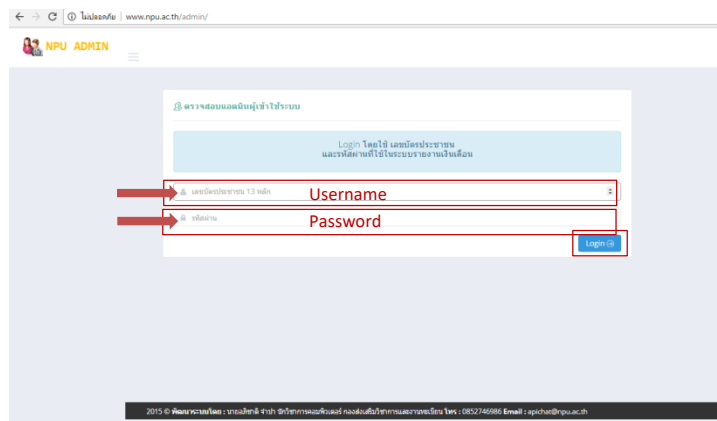 ไม่ปลอดภัย | www.npu.ac.th/admin/
NPU ADMIN
ตรวจสอบแอดมินผู้เข้าใช้ระบบ
Login โดยใช้ เลขบัตรประชาชน
และรหัสผ่านที่ใช้ในระบบรายงานเงินเดือน
เลขบัตรประชาชน 13 หลัก Username
รหัสผ่าน Password
Login
2015 © พัฒนาระบบโดย : นายอภิชาติ จำปา นักวิชาการคอมพิวเตอร์ กองส่งเสริมวิชาการและงานทะเบียน โทร : 0852746986 Email : apichat@npu.ac.th